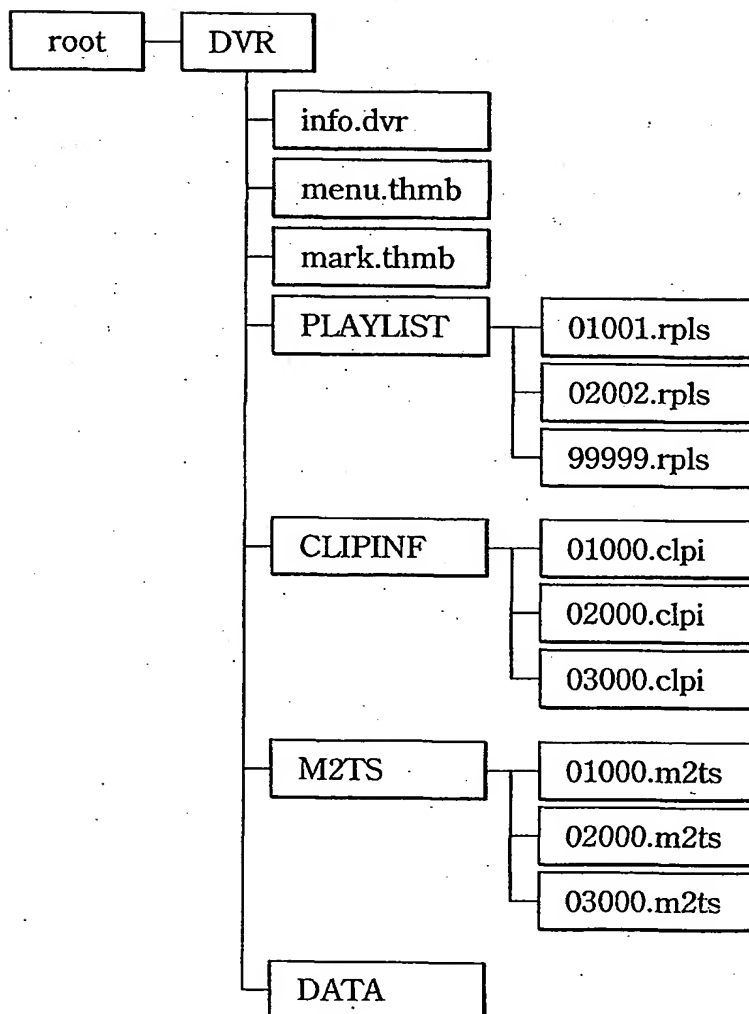 root
DVR
info.dvr
menu.thmb
mark.thmb
PLAYLIST
01001.rpls
02002.rpls
99999.rpls
CLIPINF
01000.clpi
02000.clpi
03000.clpi
M2TS
01000.m2ts
02000.m2ts
03000.m2ts
DATA